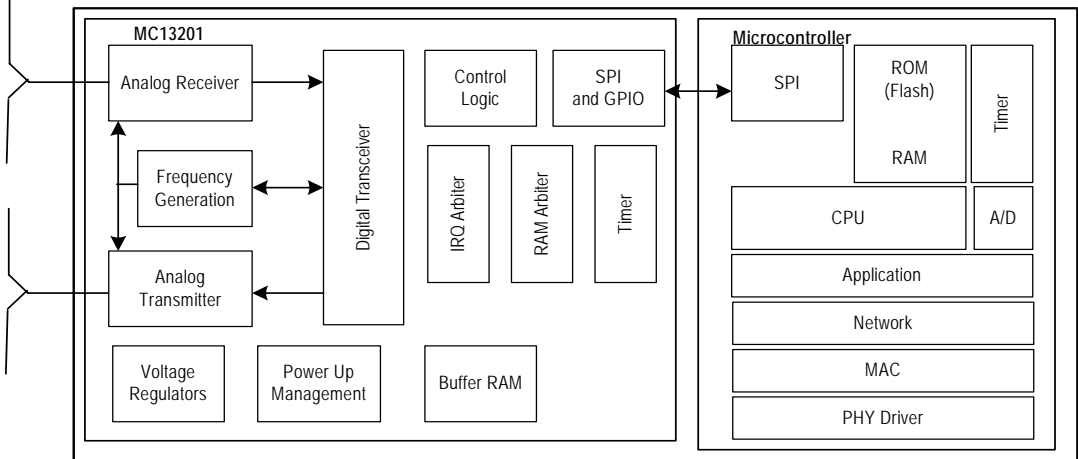 MC13201
Analog Receiver
Frequency
Generation
Analog
Transmitter
Digital Transceiver
Control
Logic
SPI
and GPIO
IRQ Arbiter
RAM Arbiter
Timer
Voltage
Regulators
Power Up
Management
Buffer RAM
Microcontroller
SPI
ROM
(Flash)
RAM
Timer
CPU
A/D
Application
Network
MAC
PHY Driver